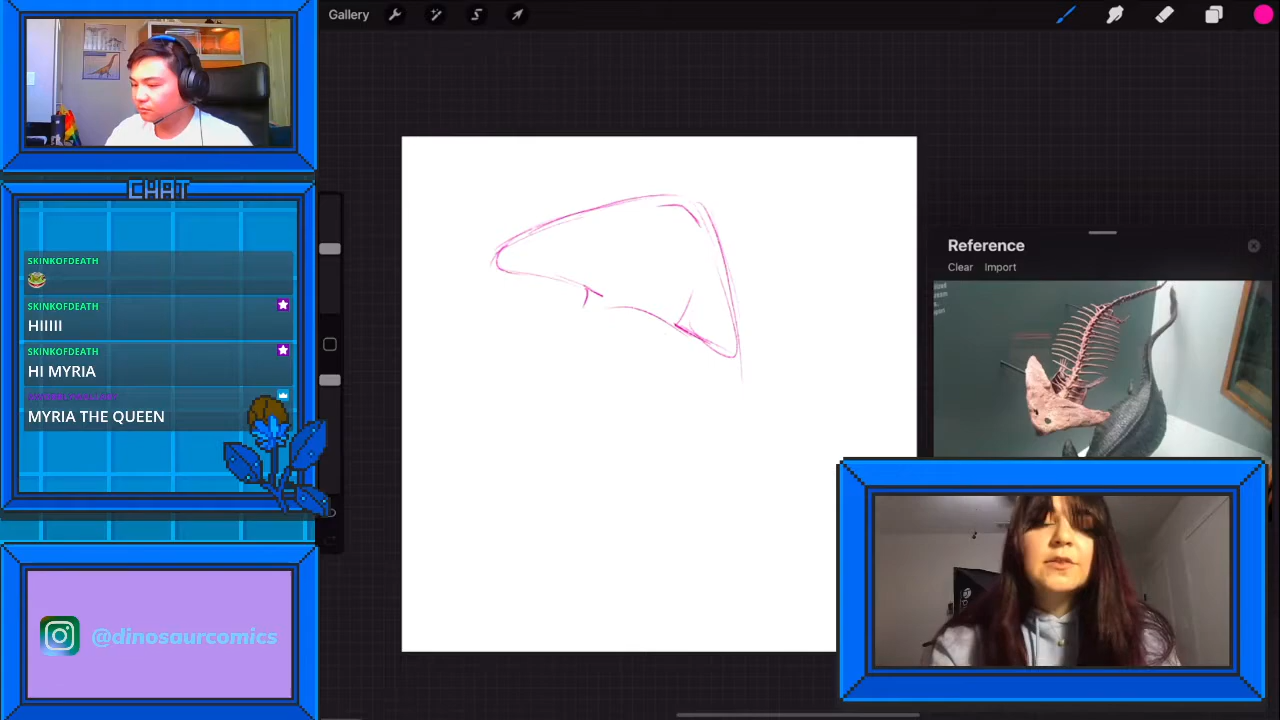 Gallery
CHAT
SKINKOFDEATH
SKINKOFDEATH
HIIIII
SKINKOFDEATH
HI MYRIA
MYRIA THE QUEEN
@dinosaurcomics
Reference
Clear Import